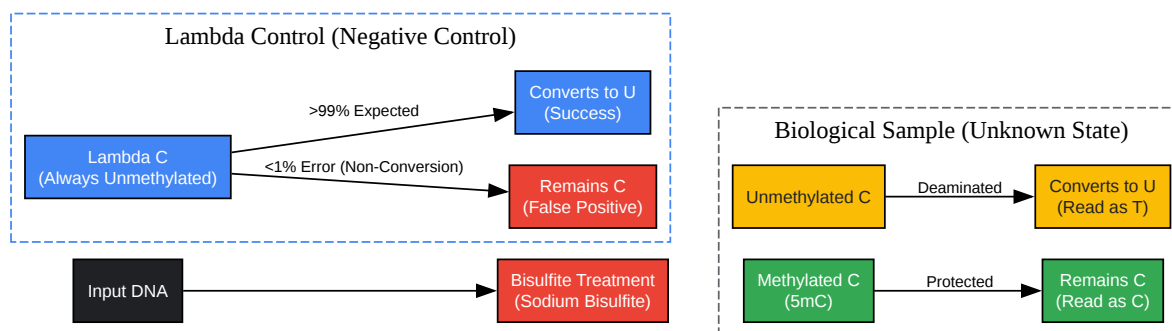 Lambda Control (Negative Control)
Lambda C
(Always Unmethylated)
>99% Expected
<1% Error (Non-Conversion)
Converts to U
(Success)
Remains C
(False Positive)
Input DNA
Bisulfite Treatment
(Sodium Bisulfite)
Biological Sample (Unknown State)
Unmethylated C
Deaminated
Converts to U
(Read as T)
Methylated C
(5mC)
Protected
Remains C
(Read as C)